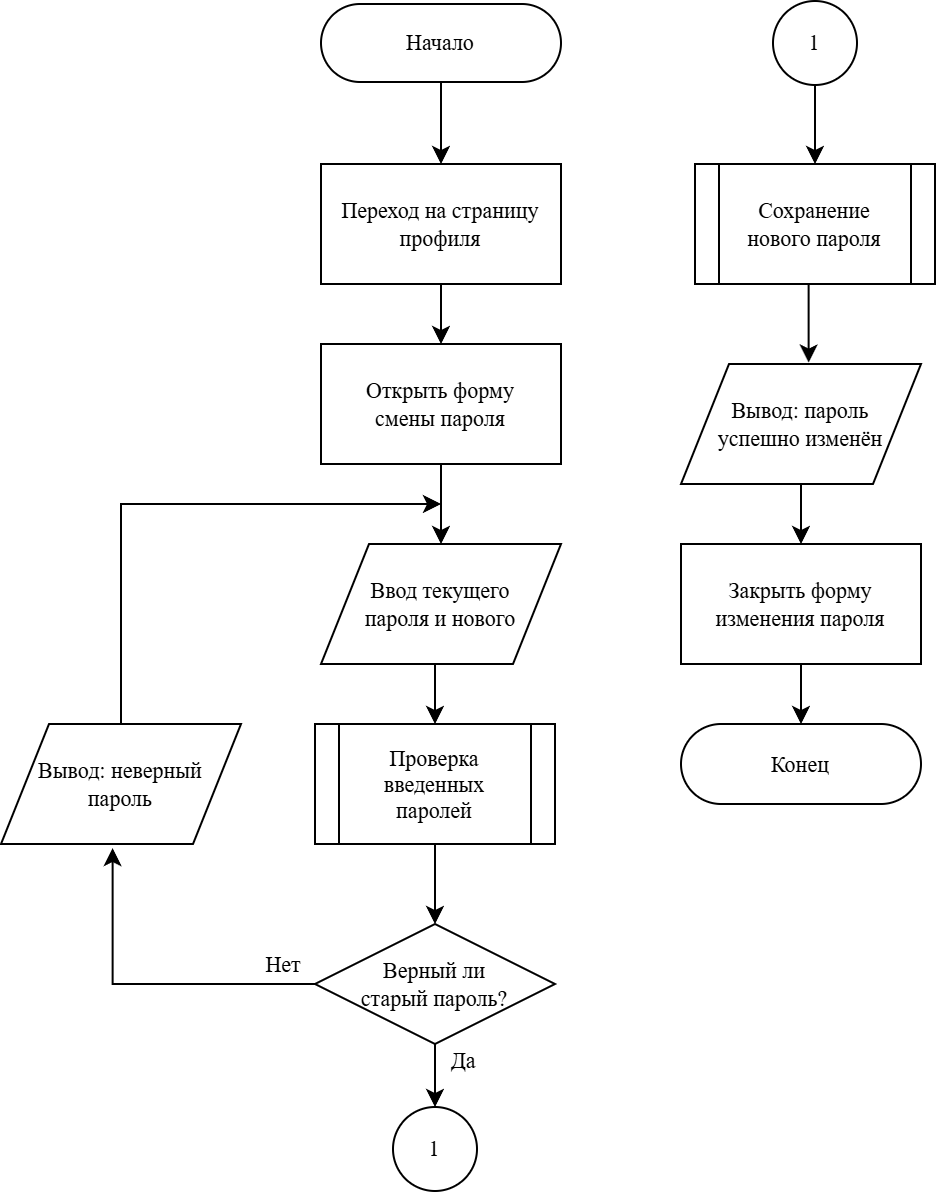 Начало
Переход на страницу
профиля
Открыть форму
смены пароля
Ввод текущего
пароля и нового
Проверка
введенных
паролей
Вывод: неверный
пароль
Верный ли
старый пароль?
Нет
Да
1
1
Сохранение
нового пароля
Вывод: пароль
успешно изменён
Закрыть форму
изменения пароля
Конец